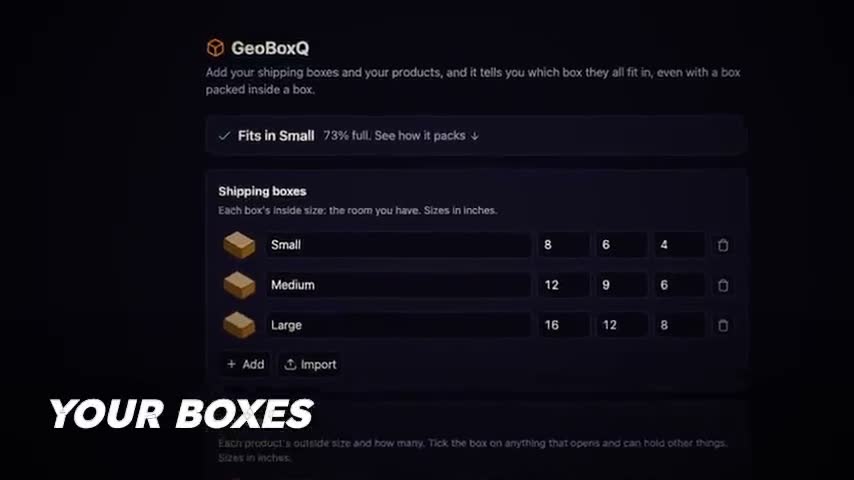 GeoBoxQ
Add your shipping boxes and your products, and it tells you which box they all fit in, even with a box
packed inside a box.
Fits in Small 73% full. See how it packs ↓
Shipping boxes
Each box's inside size: the room you have. Sizes in inches.
Small 8 6 4
Medium 12 9 6
Large 16 12 8
+ Add Import
YOUR BOXES
Each product's outside size and how many. Tick the box on anything that opens and can hold other things.
Sizes in inches.